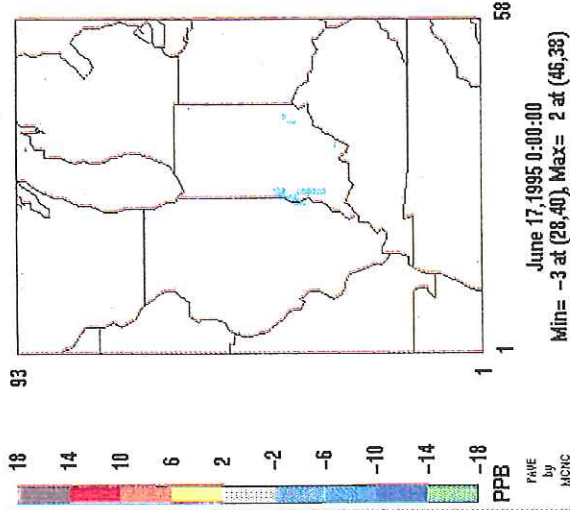 18
14
10
6
2
-2
-6
-10
-14
-18
PPB
PAVE
by
MCNC
93
1
1
58
June 17,1995 0:00:00
Min= -3 at (28,40), Max= 2 at (46,38)